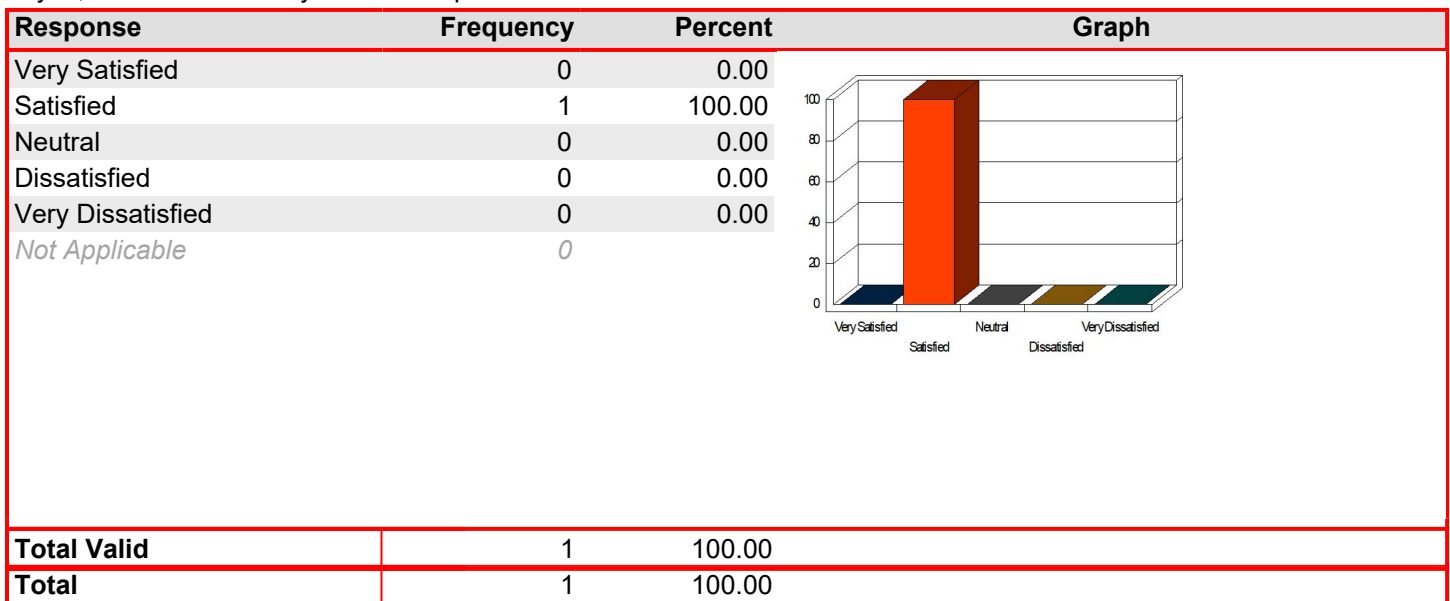 Response Frequency Percent Graph
Very Satisfied 0 0.00
Satisfied 1 100.00
Neutral 0 0.00
Dissatisfied 0 0.00
Very Dissatisfied 0 0.00
Not Applicable 0
100
80
60
40
20
0
Very Satisfied Neutral Very Dissatisfied
Satisfied Dissatisfied
Total Valid 1 100.00
Total 1 100.00